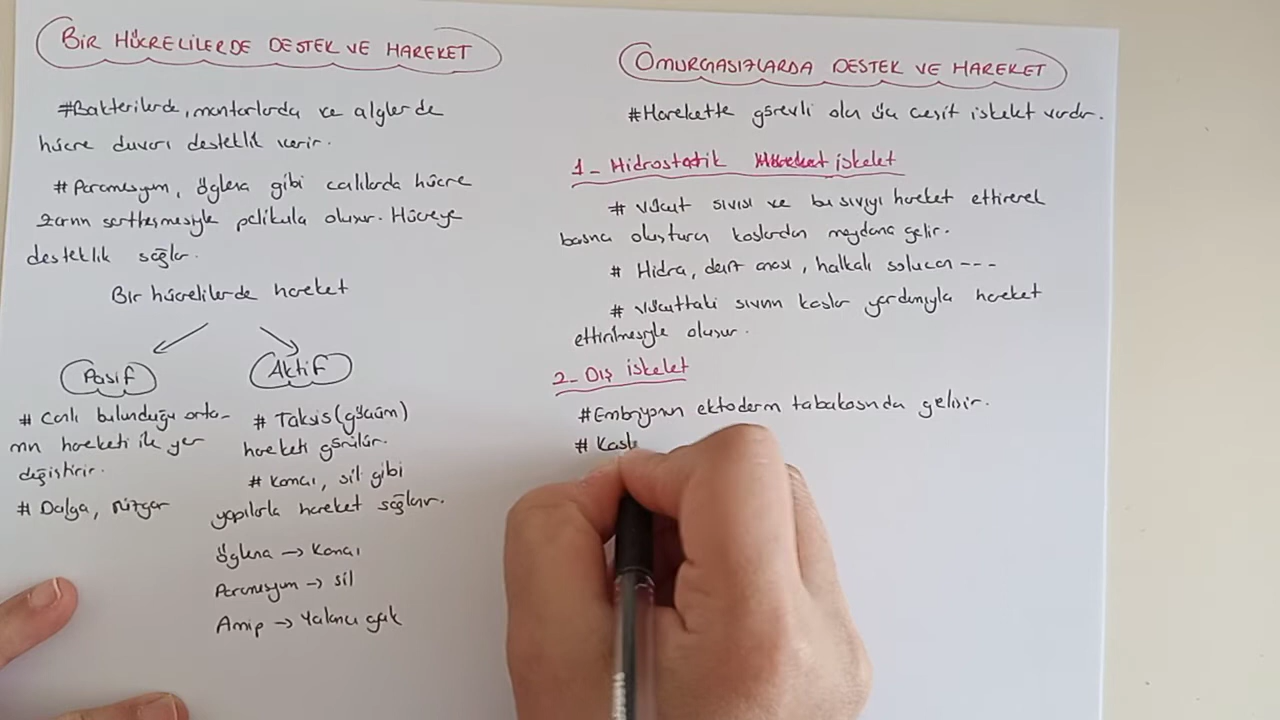 BİR HÜCRELİLERDE DESTEK VE HAREKET
#Bakterilerde, mantarlarda ve alglerde
hücre duvarı desteklik verir.
# Paramesyum, öglena gibi canlılarda hücre
zarının sertleşmesiyle pelikula oluşur. Hücreye
desteklik sağlar.
Bir hücrelilerde hareket
Pasif
# Canlı bulunduğu orta-
mın hareketi ile yer
değiştirir.
# Dalga, rüzgar
Aktif
# Taksis (göçüm)
hareketi görülür.
# Kamçı, sil gibi
yapılarla hareket sağlanır.
Öglena → Kamçı
Paramesyum → sil
Amip → Yalancı ayak
OMURGASIZLARDA DESTEK VE HAREKET
#Harekette görevli olan üç çeşit iskelet vardır.
1- Hidrostatik iskelet
# Vücut sıvısı ve bu sıvıyı hareket ettirerek
basınç oluşturan kaslardan meydana gelir.
# Hidra, deniz anası, halkalı solucan ---
# Vücuttaki sıvının kaslar yardımıyla hareket
ettirilmesiyle oluşur.
2- Dış iskelet
#Embriyonun ektoderm tabakasından gelişir.
# Kasl